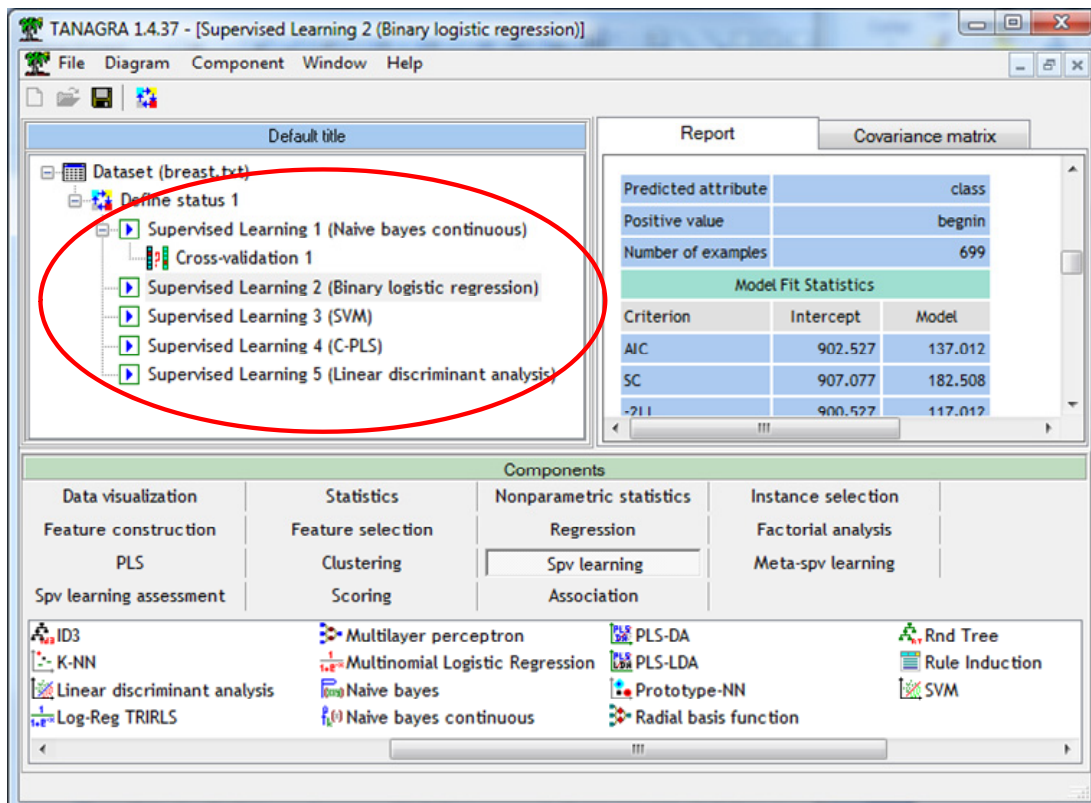 TANAGRA 1.4.37 - [Supervised Learning 2 (Binary logistic regression)]
File Diagram Component Window Help
Default title
Dataset (breast.txt)
Define status 1
Supervised Learning 1 (Naive bayes continuous)
Cross-validation 1
Supervised Learning 2 (Binary logistic regression)
Supervised Learning 3 (SVM)
Supervised Learning 4 (C-PLS)
Supervised Learning 5 (Linear discriminant analysis)
Report Covariance matrix
Predicted attribute class
Positive value begnin
Number of examples 699
Model Fit Statistics
Criterion Intercept Model
AIC 902.527 137.012
SC 907.077 182.508
-2LL 900.527 117.012
Components
Data visualization Statistics Nonparametric statistics Instance selection
Feature construction Feature selection Regression Factorial analysis
PLS Clustering Spv learning Meta-spv learning
Spv learning assessment Scoring Association
ID3 Multilayer perceptron PLS-DA Rnd Tree
K-NN Multinomial Logistic Regression PLS-LDA Rule Induction
Linear discriminant analysis Naive bayes Prototype-NN SVM
Log-Reg TRIRLS Naive bayes continuous Radial basis function